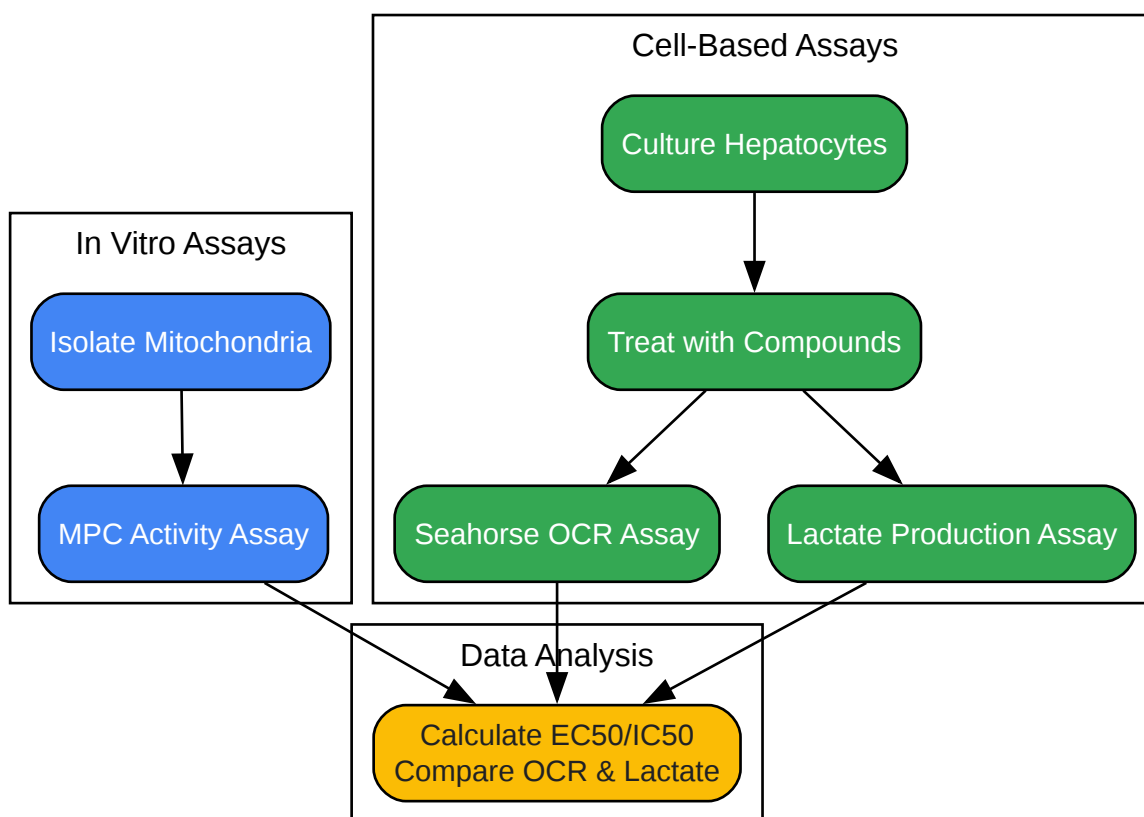 Cell-Based Assays
Culture Hepatocytes
In Vitro Assays
Isolate Mitochondria
Treat with Compounds
MPC Activity Assay
Seahorse OCR Assay
Lactate Production Assay
Data Analysis
Calculate EC50/IC50
Compare OCR & Lactate